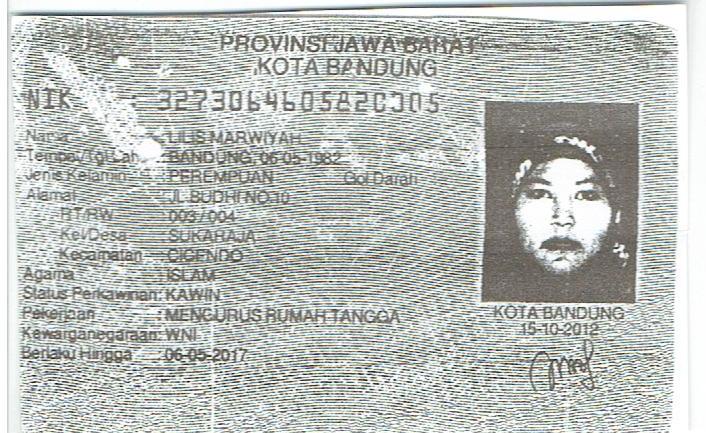 PROVINSI JAWA BARAT
KOTA BANDUNG
NIK :
Nama : LILIS MARWIYAH
Tempat/Tgl Lahir : BANDUNG, 06-05-1982
Jenis Kelamin : PEREMPUAN Gol Darah
Alamat : JL BUDHI NO.10
RT/RW : 003 / 004
Kel/Desa : SUKARAJA
Kecamatan : CICENDO
Agama : ISLAM
Status Perkawinan: KAWIN
Pekerjaan : MENGURUS RUMAH TANGGA
Kewarganegaraan: WNI
Berlaku Hingga : 06-05-2017
KOTA BANDUNG
15-10-2012